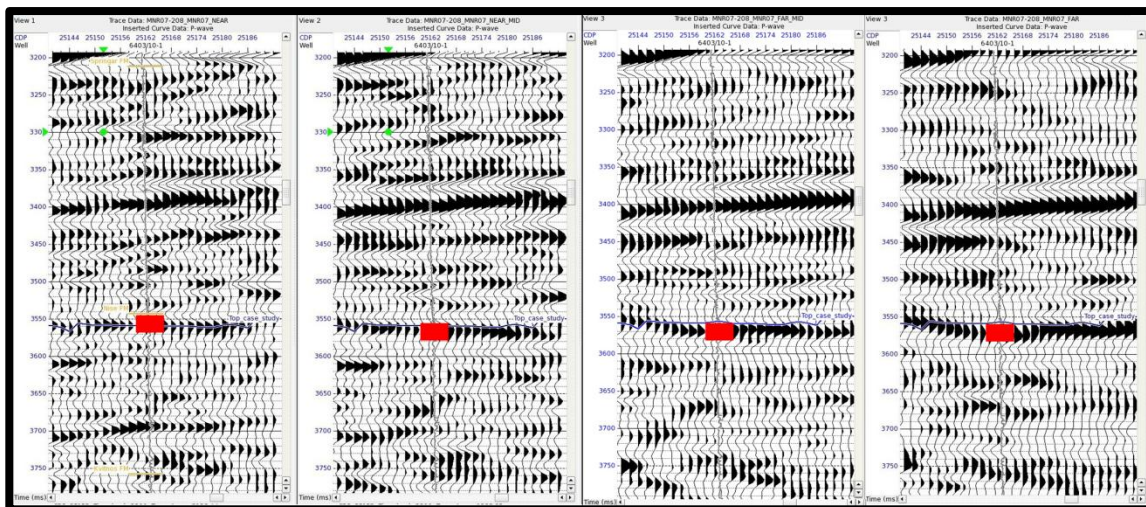 View 1
Trace Data: MNR07-208_MNR07_NEAR
Inserted Curve Data: P-wave
CDP 25144 25150 25156 25162 25168 25174 25180 25186
Well 6403/10-1
3200
Springar FM
3250
3300
3350
3400
3450
3500
Nise FM
3550
Top_case_study
3600
3650
3700
3750
Time (ms)
View 2
Trace Data: MNR07-208_MNR07_NEAR_MID
Inserted Curve Data: P-wave
CDP 25144 25150 25156 25162 25168 25174 25180 25186
Well 6403/10-1
3200
3250
3300
3350
3400
3450
3500
3550
Top_case_study
3600
3650
3700
3750
Time (ms)
View 3
Trace Data: MNR07-208_MNR07_FAR_MID
Inserted Curve Data: P-wave
CDP 25144 25150 25156 25162 25168 25174 25180 25186
Well 6403/10-1
3200
3250
3300
3350
3400
3450
3500
3550
Top_case_study
3600
3650
3700
3750
Time (ms)
View 3
Trace Data: MNR07-208_MNR07_FAR
Inserted Curve Data: P-wave
CDP 25144 25150 25156 25162 25168 25174 25180 25186
Well 6403/10-1
3200
3250
3300
3350
3400
3450
3500
3550
Top_case_study
3600
3650
3700
3750
Time (ms)